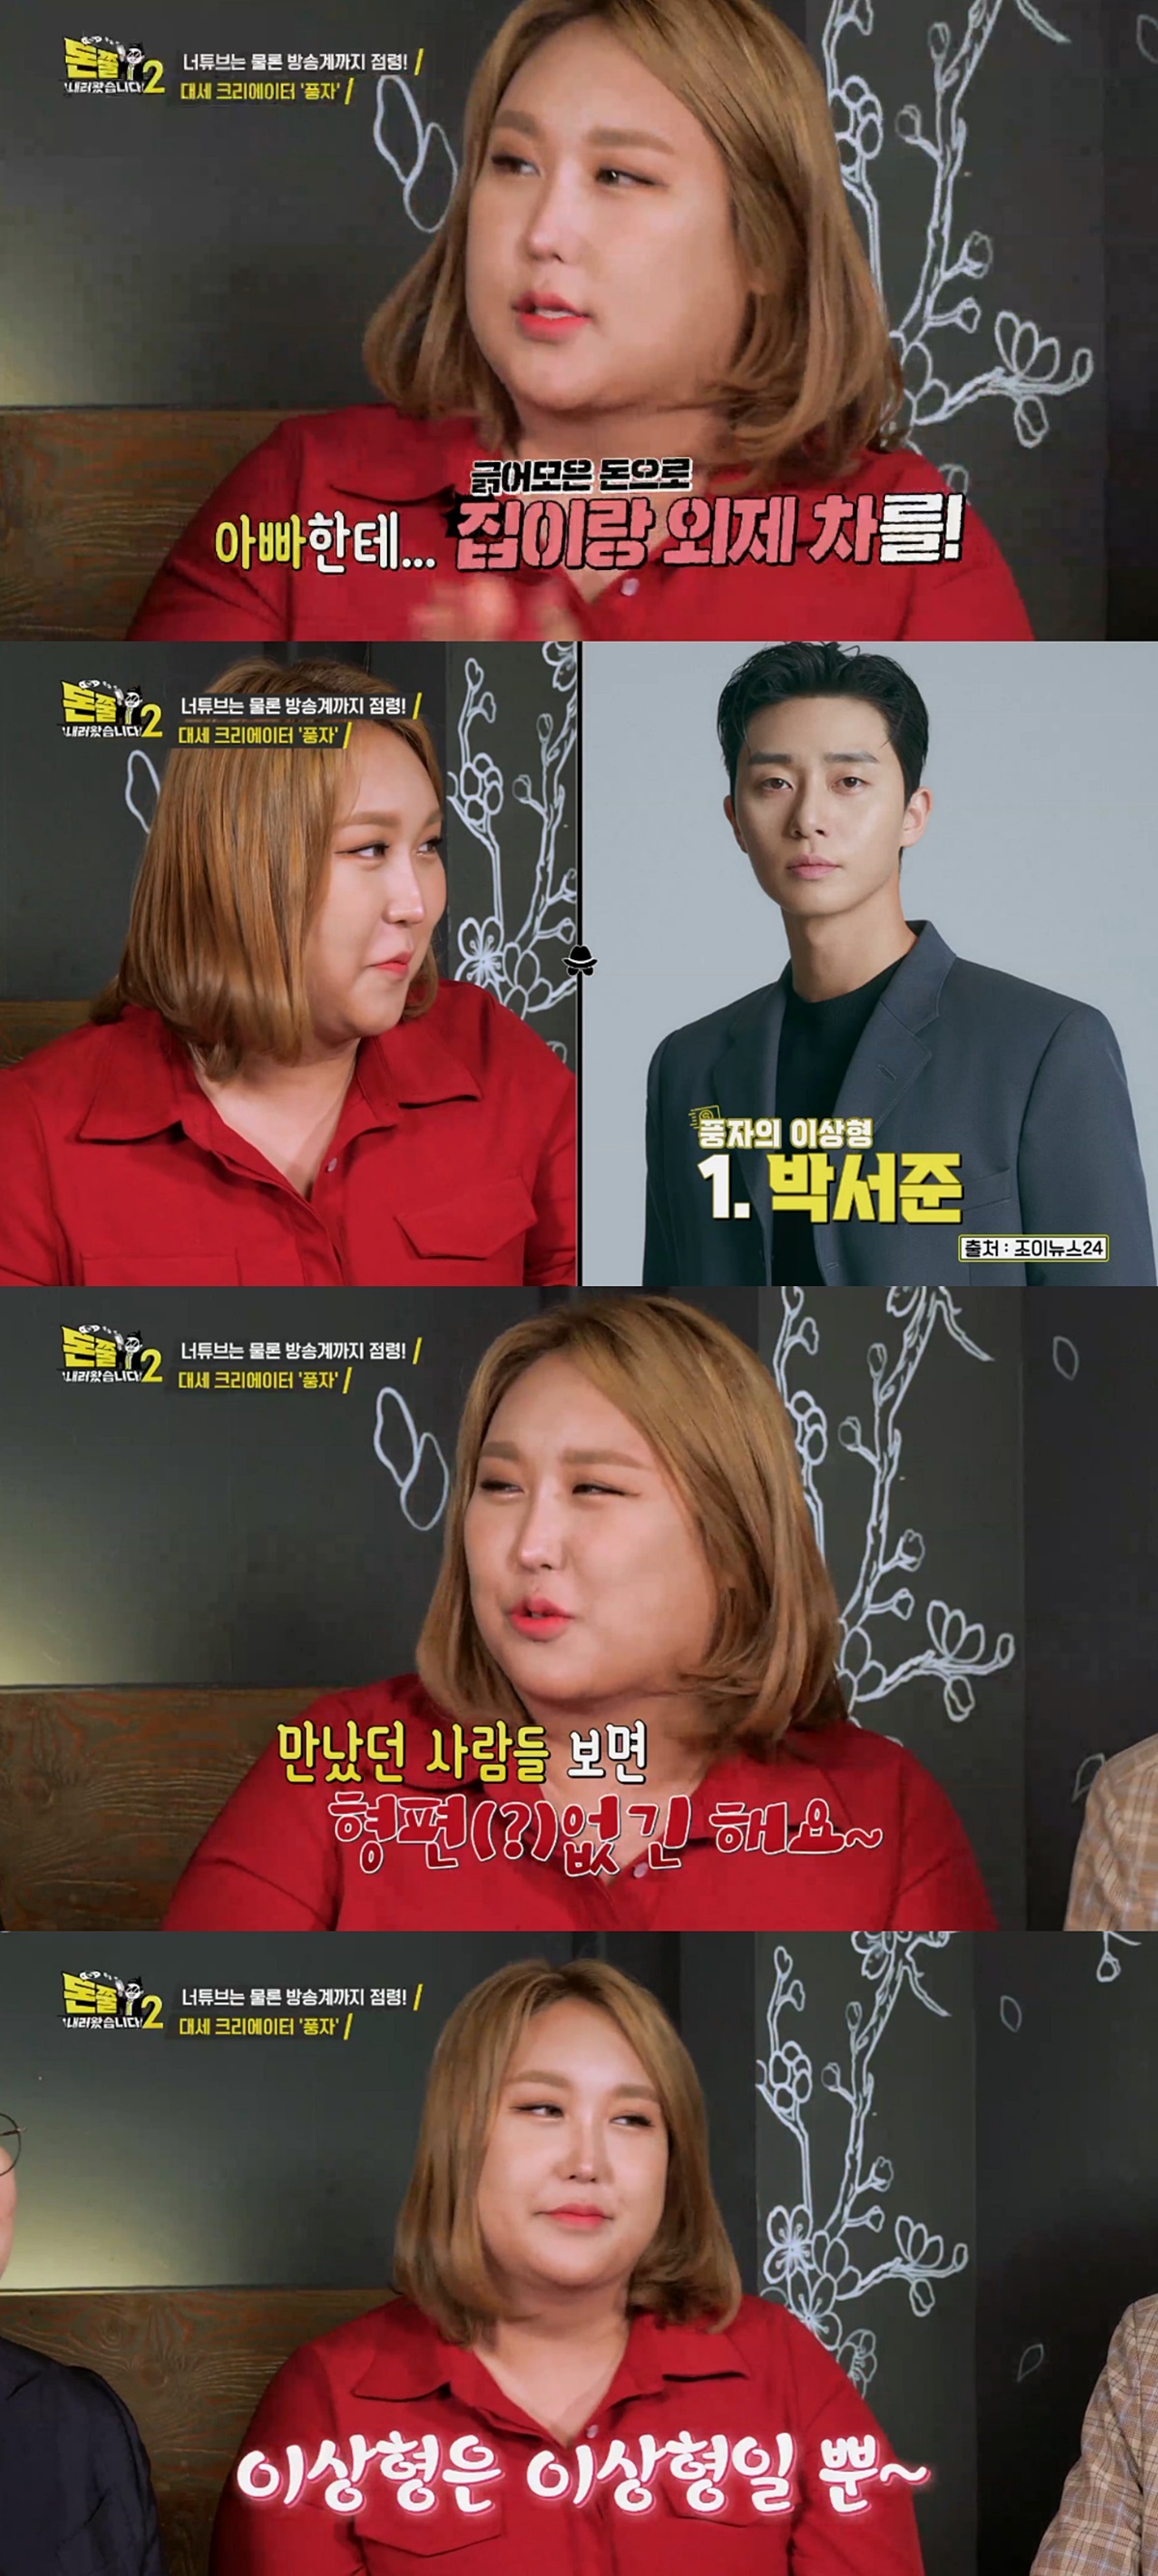 돈쭐
내러왔습니다 2
너튜브는 물론 방송계까지 점령!
대세 크리에이터 '풍자'
긁어모은 돈으로
아빠한테... 집이랑 외제 차를!
돈쭐
내러왔습니다 2
너튜브는 물론 방송계까지 점령!
대세 크리에이터 '풍자'
풍자의 이상형
1. 박서준
출처 : 조이뉴스24
돈쭐
내러왔습니다 2
너튜브는 물론 방송계까지 점령!
대세 크리에이터 '풍자'
만났던 사람들 보면
형편(?)없긴 해요~
돈쭐
내러왔습니다 2
너튜브는 물론 방송계까지 점령!
대세 크리에이터 '풍자'
이상형은 이상형일 뿐~